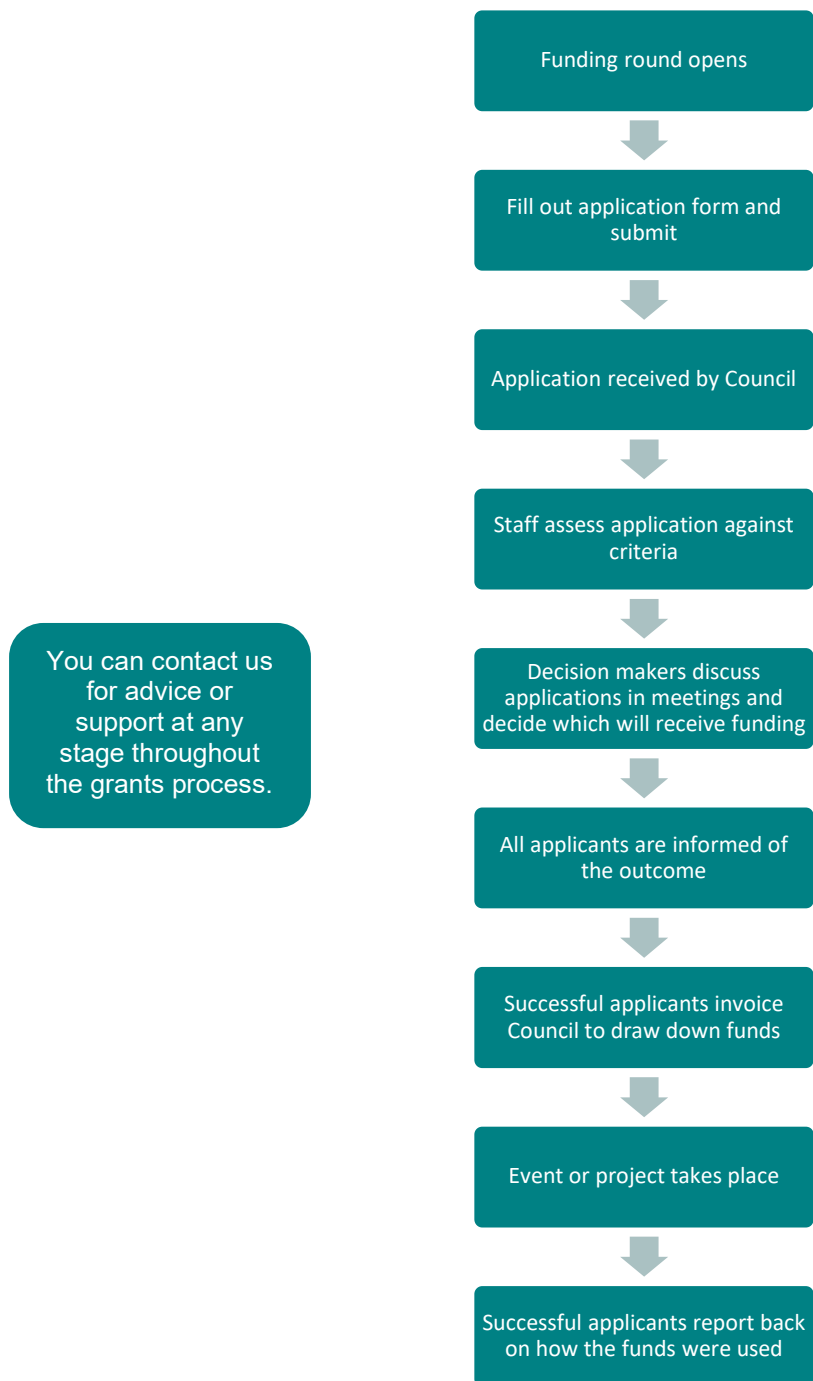 Funding round opens
Fill out application form and
submit
Application received by Council
Staff assess application against
criteria
You can contact us
for advice or
support at any
stage throughout
the grants process.
Decision makers discuss
applications in meetings and
decide which will receive funding
All applicants are informed of
the outcome
Successful applicants invoice
Council to draw down funds
Event or project takes place
Successful applicants report back
on how the funds were used